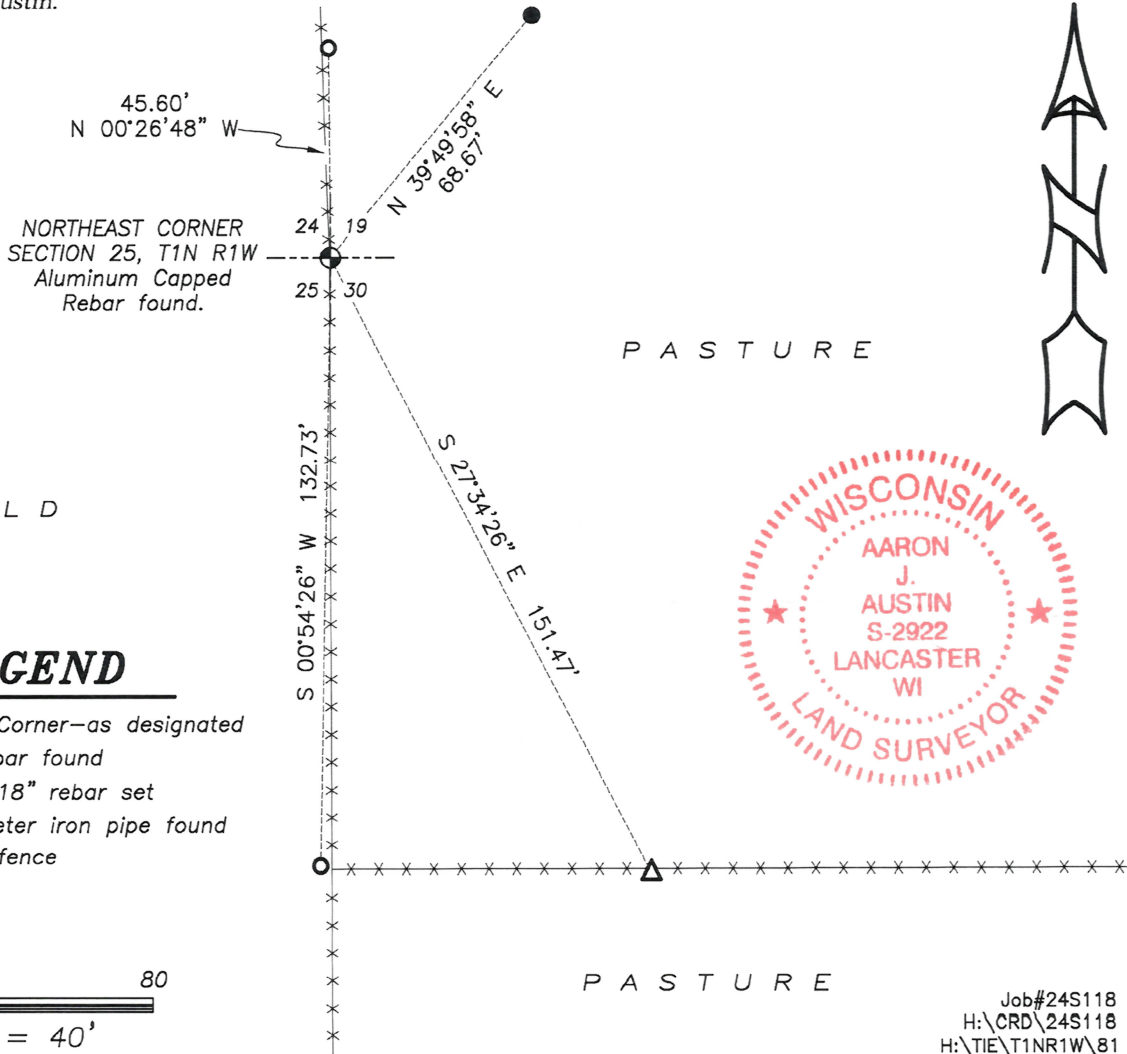 ustin.
45.60'
N 00°26'48" W
N 39°49'58" E
68.67'
NORTHEAST CORNER
SECTION 25, T1N R1W
Aluminum Capped
Rebar found.
24 19
25 30
PASTURE
S 00°54'26" W 132.73'
S 27°34'26" E 151.47'
L D
WISCONSIN
AARON
J.
AUSTIN
S-2922
LANCASTER
WI
LAND SURVEYOR
GEND
Corner—as designated
bar found
18" rebar set
eter iron pipe found
fence
N
80
= 40'
PASTURE
Job#24S118
H:\CRD\24S118
H:\TIE\T1NR1W\81